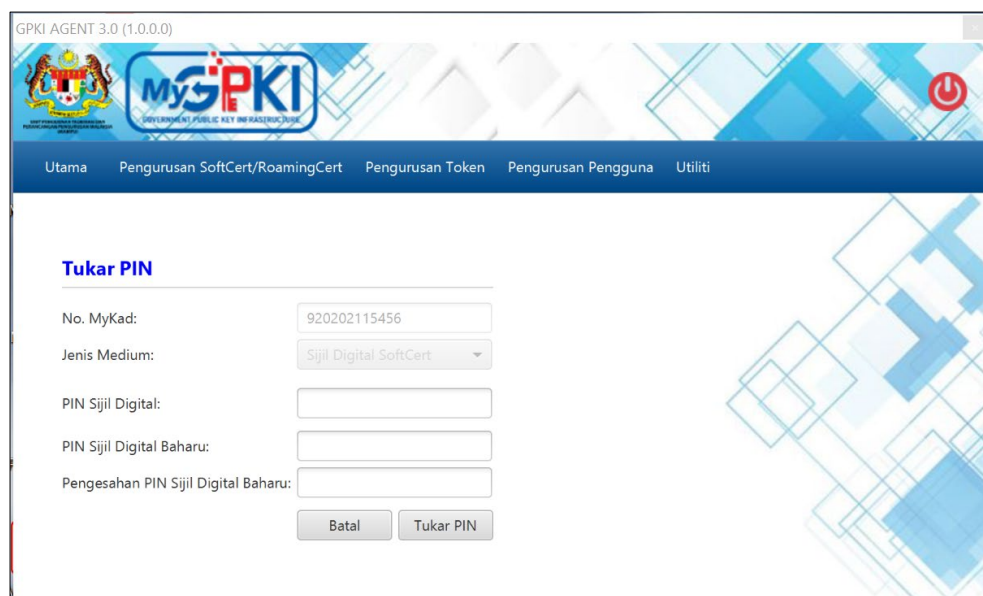 GPKI AGENT 3.0 (1.0.0.0)
MyGPKI
GOVERNMENT PUBLIC KEY INFRASTRUCTURE
Utama Pengurusan SoftCert/RoamingCert Pengurusan Token Pengurusan Pengguna Utiliti
Tukar PIN
No. MyKad: 920202115456
Jenis Medium: Sijil Digital SoftCert
PIN Sijil Digital:
PIN Sijil Digital Baharu:
Pengesahan PIN Sijil Digital Baharu:
Batal Tukar PIN